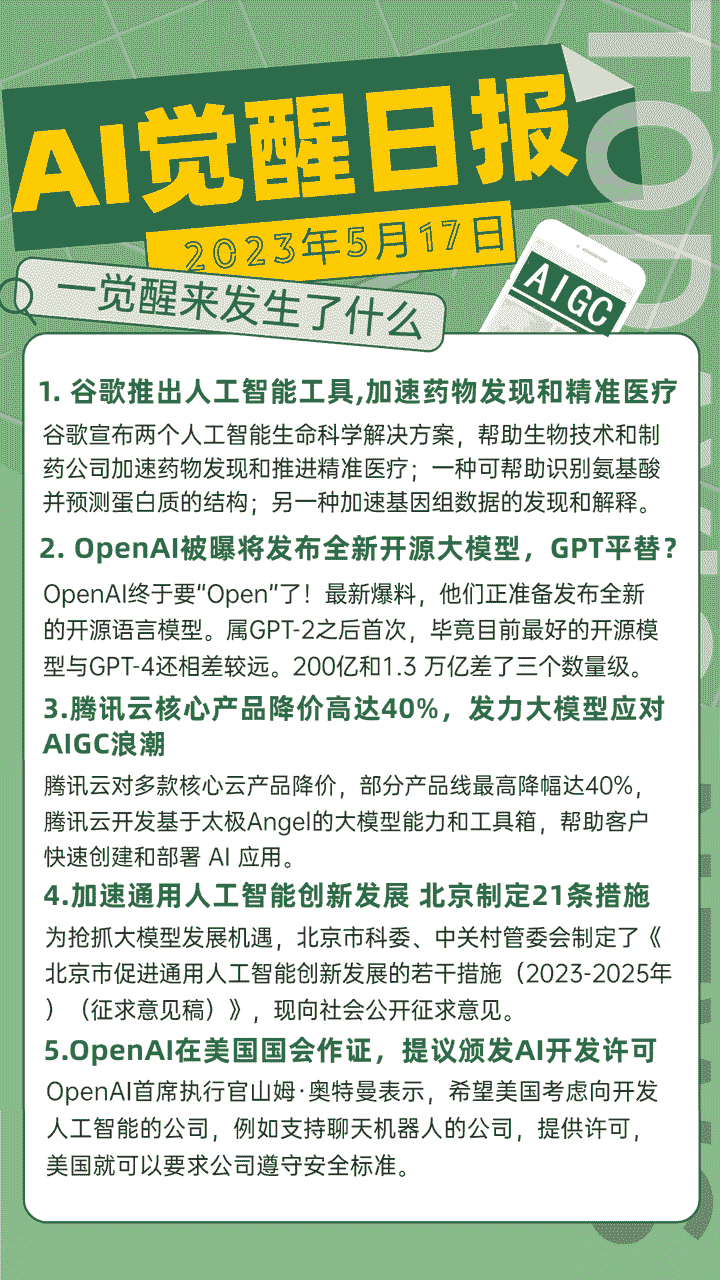 AI觉醒日报
2023年5月17日
一觉醒来发生了什么
AIGC
1. 谷歌推出人工智能工具,加速药物发现和精准医疗
谷歌宣布两个人工智能生命科学解决方案，帮助生物技术和制
药公司加速药物发现和推进精准医疗；一种可帮助识别氨基酸
并预测蛋白质的结构；另一种加速基因组数据的发现和解释。
2. OpenAI被曝将发布全新开源大模型，GPT平替？
OpenAI终于要“Open”了！最新爆料，他们正准备发布全新
的开源语言模型。属GPT-2之后首次，毕竟目前最好的开源模
型与GPT-4还相差较远。200亿和1.3 万亿差了三个数量级。
3.腾讯云核心产品降价高达40%，发力大模型应对
AIGC浪潮
腾讯云对多款核心云产品降价，部分产品线最高降幅达40%，
腾讯云开发基于太极Angel的大模型能力和工具箱，帮助客户
快速创建和部署 AI 应用。
4.加速通用人工智能创新发展 北京制定21条措施
为抢抓大模型发展机遇，北京市科委、中关村管委会制定了《
北京市促进通用人工智能创新发展的若干措施（2023-2025年
）（征求意见稿）》，现向社会公开征求意见。
5.OpenAI在美国国会作证，提议颁发AI开发许可
OpenAI首席执行官山姆·奥特曼表示，希望美国考虑向开发
人工智能的公司，例如支持聊天机器人的公司，提供许可，
美国就可以要求公司遵守安全标准。